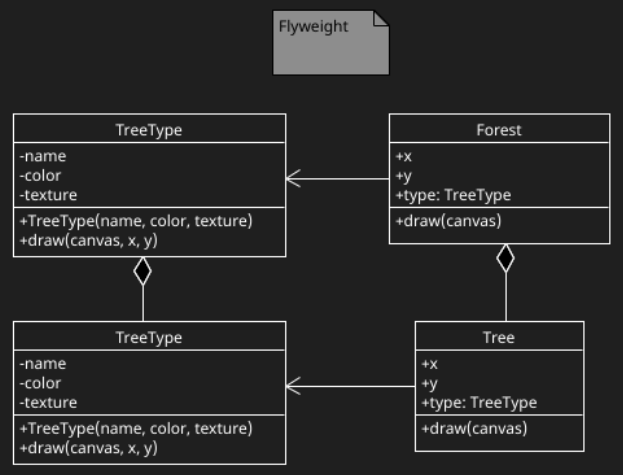 Flyweight
TreeType
-name
-color
-texture
+TreeType(name, color, texture)
+draw(canvas, x, y)
Forest
+x
+y
+type: TreeType
+draw(canvas)
TreeType
-name
-color
-texture
+TreeType(name, color, texture)
+draw(canvas, x, y)
Tree
+x
+y
+type: TreeType
+draw(canvas)